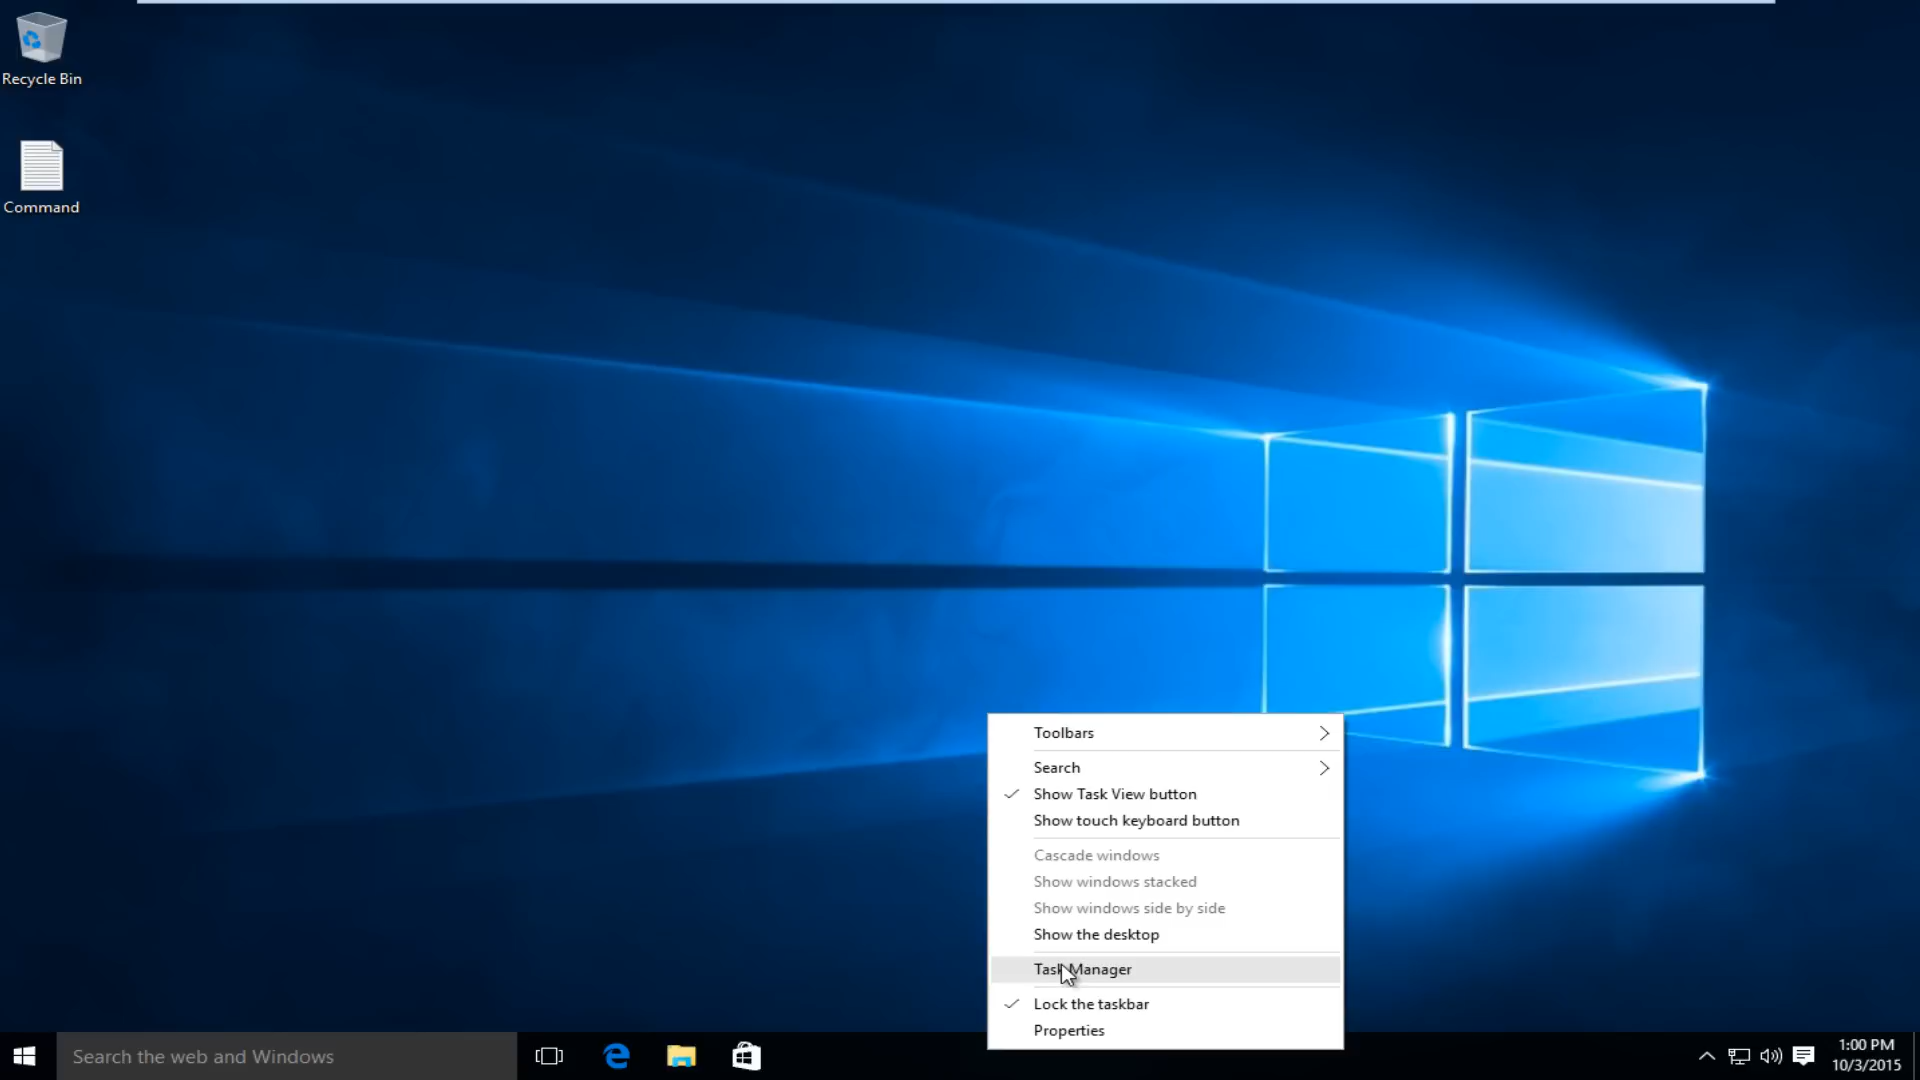 Recycle Bin
Command
Toolbars
Search
Show Task View button
Show touch keyboard button
Cascade windows
Show windows stacked
Show windows side by side
Show the desktop
Task Manager
Lock the taskbar
Properties
Search the web and Windows
1:00 PM
10/3/2015